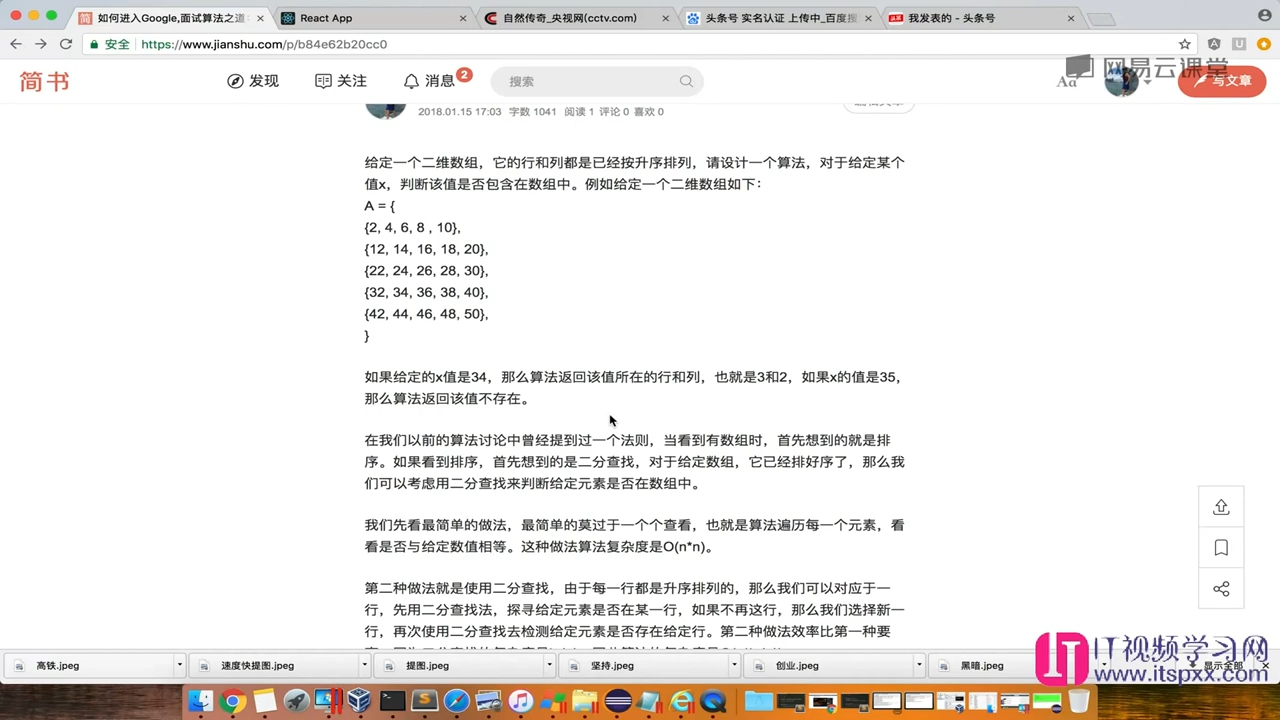 如何进入Google,面试算法之道
React App
自然传奇_央视网(cctv.com)
头条号 实名认证 上传中_百度搜
我发表的 - 头条号
安全 https://www.jianshu.com/p/b84e62b20cc0
网易云课堂
简书
发现
关注
消息 2
搜索
Aa
写文章
2018.01.15 17:03 字数 1041 阅读 1 评论 0 喜欢 0
给定一个二维数组，它的行和列都是已经按升序排列，请设计一个算法，对于给定某个
值x，判断该值是否包含在数组中。例如给定一个二维数组如下：
A = {
{2, 4, 6, 8 , 10},
{12, 14, 16, 18, 20},
{22, 24, 26, 28, 30},
{32, 34, 36, 38, 40},
{42, 44, 46, 48, 50},
}
如果给定的x值是34，那么算法返回该值所在的行和列，也就是3和2，如果x的值是35，
那么算法返回该值不存在。
在我们以前的算法讨论中曾经提到过一个法则，当看到有数组时，首先想到的就是排
序。如果看到排序，首先想到的是二分查找，对于给定数组，它已经排好序了，那么我
们可以考虑用二分查找来判断给定元素是否在数组中。
我们先看最简单的做法，最简单的莫过于一个个查看，也就是算法遍历每一个元素，看
看是否与给定数值相等。这种做法算法复杂度是O(n*n)。
第二种做法就是使用二分查找，由于每一行都是升序排列的，那么我们可以对应于一
行，先用二分查找法，探寻给定元素是否在某一行，如果不再这行，那么我们选择新一
行，再次使用二分查找去检测给定元素是否存在给定行。第二种做法效率比第一种要
高铁.jpeg
速度快提图.jpeg
提图.jpeg
坚持.jpeg
创业.jpeg
黑暗.jpeg
显示全部
IT视频学习网
www.itspxx.com